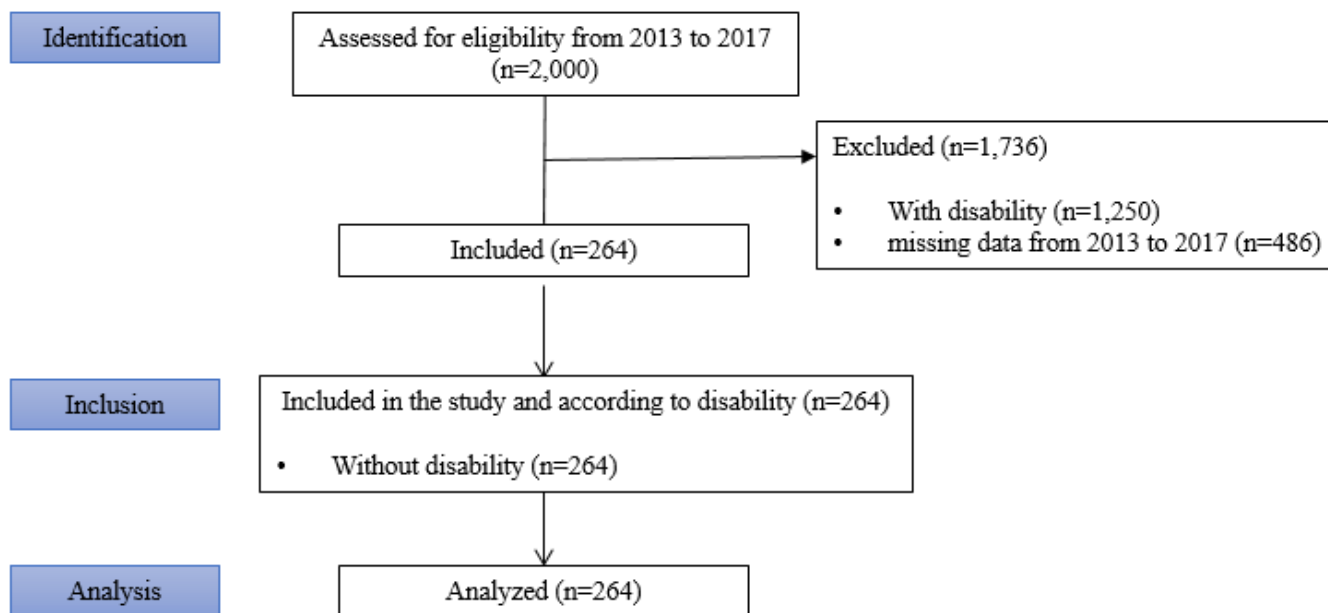 Identification
Assessed for eligibility from 2013 to 2017
(n=2,000)
Excluded (n=1,736)
• With disability (n=1,250)
• missing data from 2013 to 2017 (n=486)
Included (n=264)
Inclusion
Included in the study and according to disability (n=264)
• Without disability (n=264)
Analysis
Analyzed (n=264)